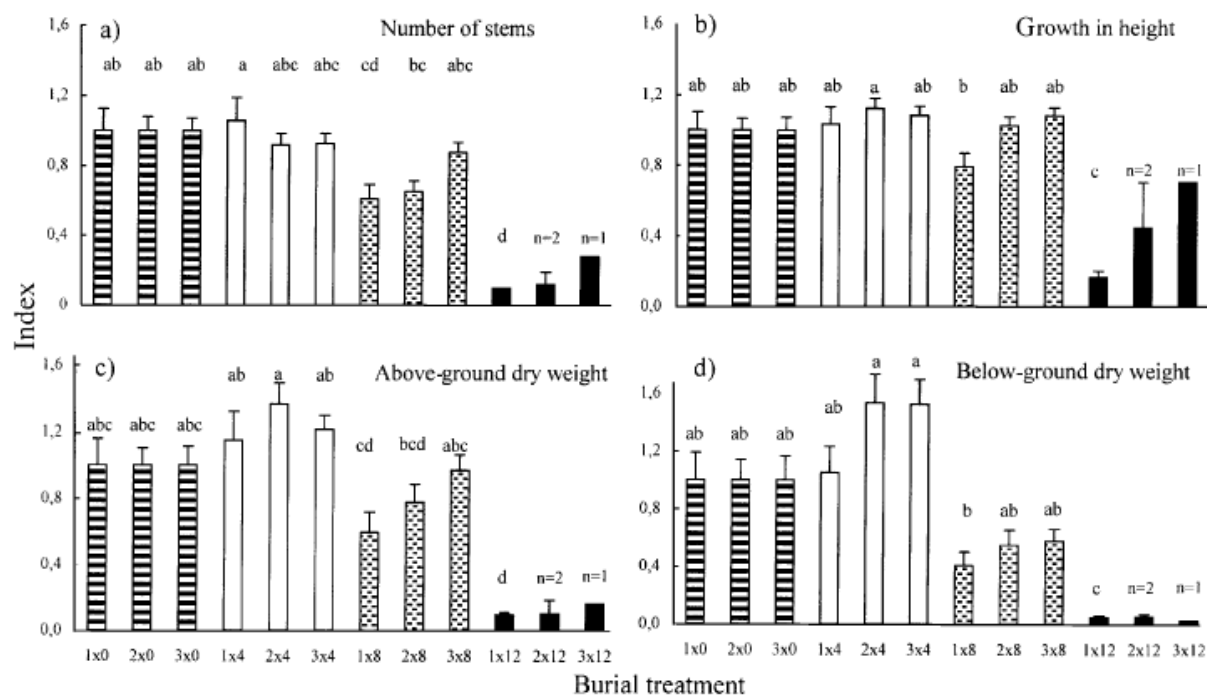 a) Number of stems
1,6
1,2
0,8
0,4
0
ab ab ab a abc abc cd bc abc d n=2 n=1
b) Growth in height
1,6
1,2
0,8
0,4
0,0
ab ab ab ab a ab b ab ab c n=2 n=1
c) Above-ground dry weight
1,6
1,2
0,8
0,4
0,0
abc abc abc ab a ab cd bcd abc d n=2 n=1
1x0 2x0 3x0 1x4 2x4 3x4 1x8 2x8 3x8 1x12 2x12 3x12
d) Below-ground dry weight
1,6
1,2
0,8
0,4
0,0
ab ab ab ab a a b ab ab c n=2 n=1
1x0 2x0 3x0 1x4 2x4 3x4 1x8 2x8 3x8 1x12 2x12 3x12
Index
Burial treatment